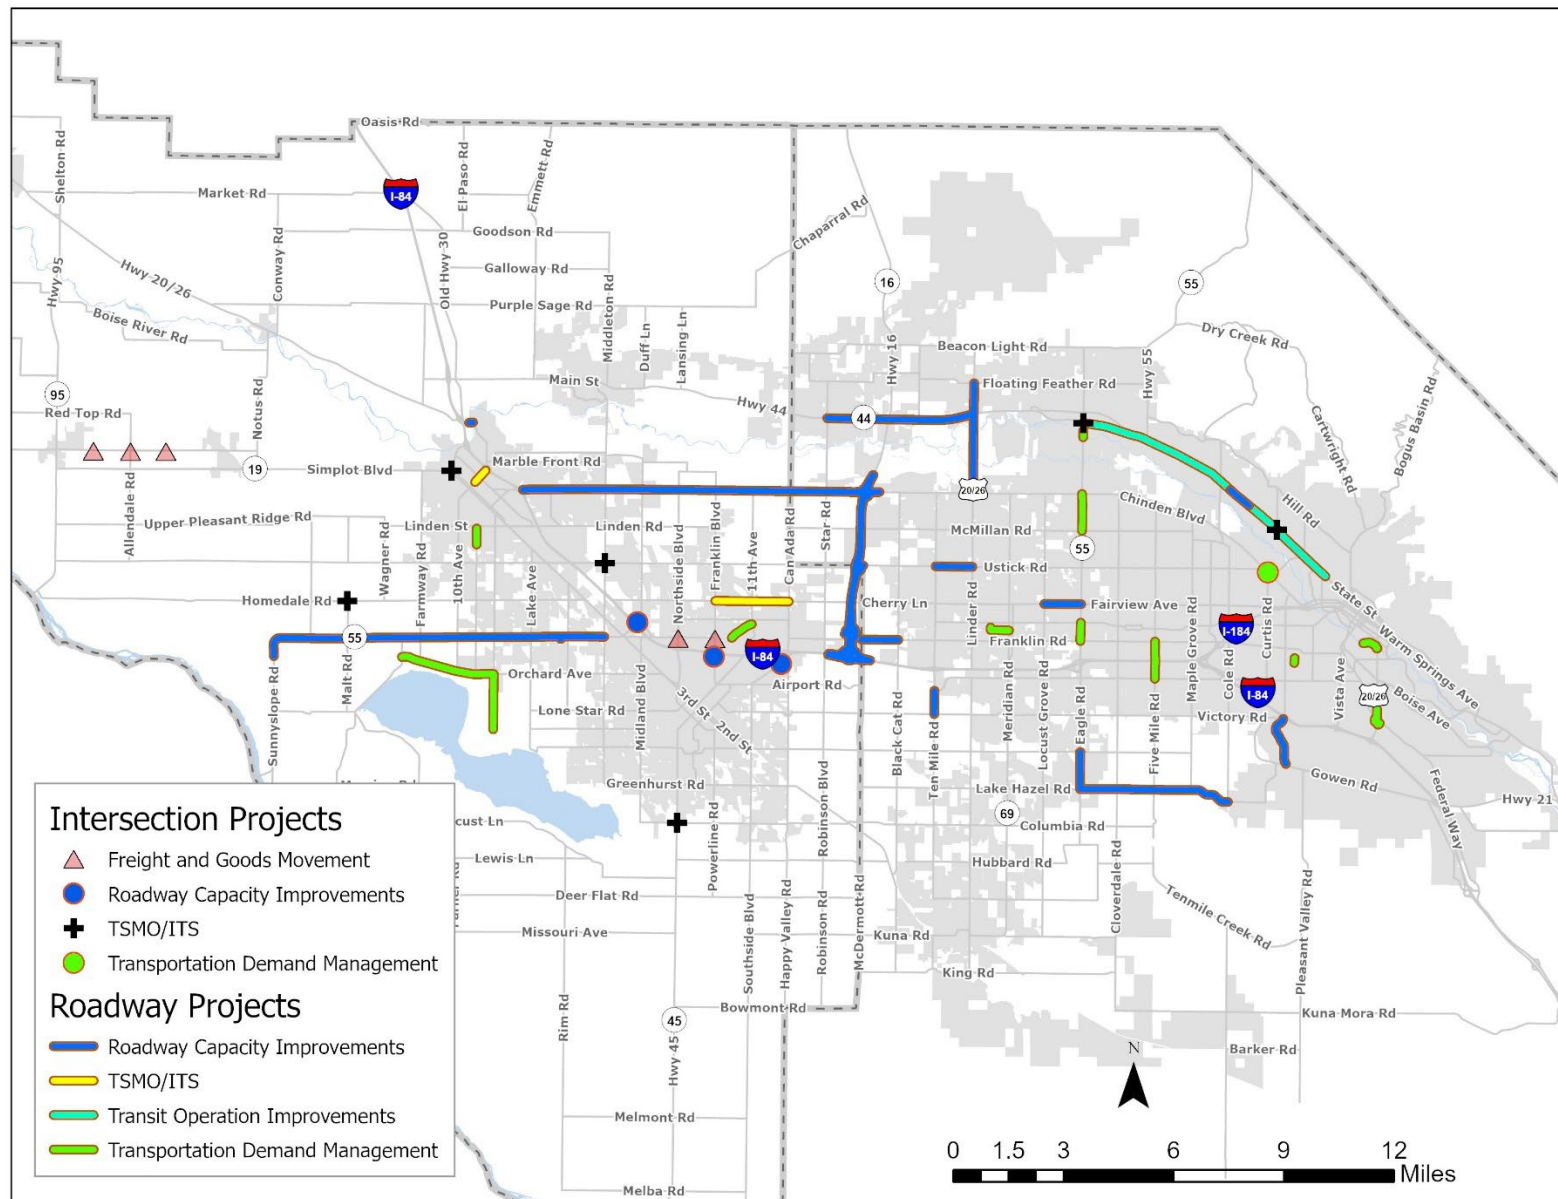 Oasis Rd
Shelton Rd
Market Rd
I-84
El Paso Rd
Emmett Rd
Goodson Rd
Chaparral Rd
Conway Rd
Old Hwy 30
Galloway Rd
Hwy 95
Hwy 20/26
Purple Sage Rd
Middleton Rd
16
55
Boise River Rd
Duff Ln
Lansing Ln
Hwy 16
Beacon Light Rd
Hwy 55
Dry Creek Rd
95
Main St
Floating Feather Rd
Red Top Rd
Notus Rd
Hwy 44
44
Cartwright Rd
Bogus Basin Rd
19
Simplot Blvd
Marble Front Rd
20/26
Allendale Rd
Upper Pleasant Ridge Rd
Linden St
Linden Rd
Northside Blvd
Franklin Blvd
11th Ave
Can Ada Rd
Star Rd
McMillan Rd
Chinden Blvd
Hill Rd
Wagner Rd
Farmway Rd
10th Ave
Lake Ave
55
Ustick Rd
Homedale Rd
Cherry Ln
Linder Rd
Fairview Ave
State St
55
I-84
Franklin Rd
Maple Grove Rd
I-184
Cole Rd
Curtis Rd
Warm Springs Ave
Sunnyslope Rd
Malt Rd
Orchard Ave
Midland Blvd
Airport Rd
Lone Star Rd
3rd St
2nd St
Black Cat Rd
Ten Mile Rd
Meridian Rd
Locust Grove Rd
Eagle Rd
Five Mile Rd
I-84
Victory Rd
Vista Ave
20/26
Boise Ave
Greenhurst Rd
Robinson Blvd
Lake Hazel Rd
Gowen Rd
Federal Way
Hwy 21
69
Columbia Rd
Powerline Rd
Lewis Ln
Hubbard Rd
Deer Flat Rd
Cloverdale Rd
Tenmile Creek Rd
Pleasant Valley Rd
Missouri Ave
Southside Blvd
Happy Valley Rd
Robinson Rd
McDermott Rd
Kuna Rd
King Rd
Bowmont Rd
Rim Rd
45
Hwy 45
Kuna Mora Rd
Barker Rd
Melmont Rd
Melba Rd
Intersection Projects
Freight and Goods Movement
Roadway Capacity Improvements
TSMO/ITS
Transportation Demand Management
Roadway Projects
Roadway Capacity Improvements
TSMO/ITS
Transit Operation Improvements
Transportation Demand Management
N
0 1.5 3 6 9 12
Miles